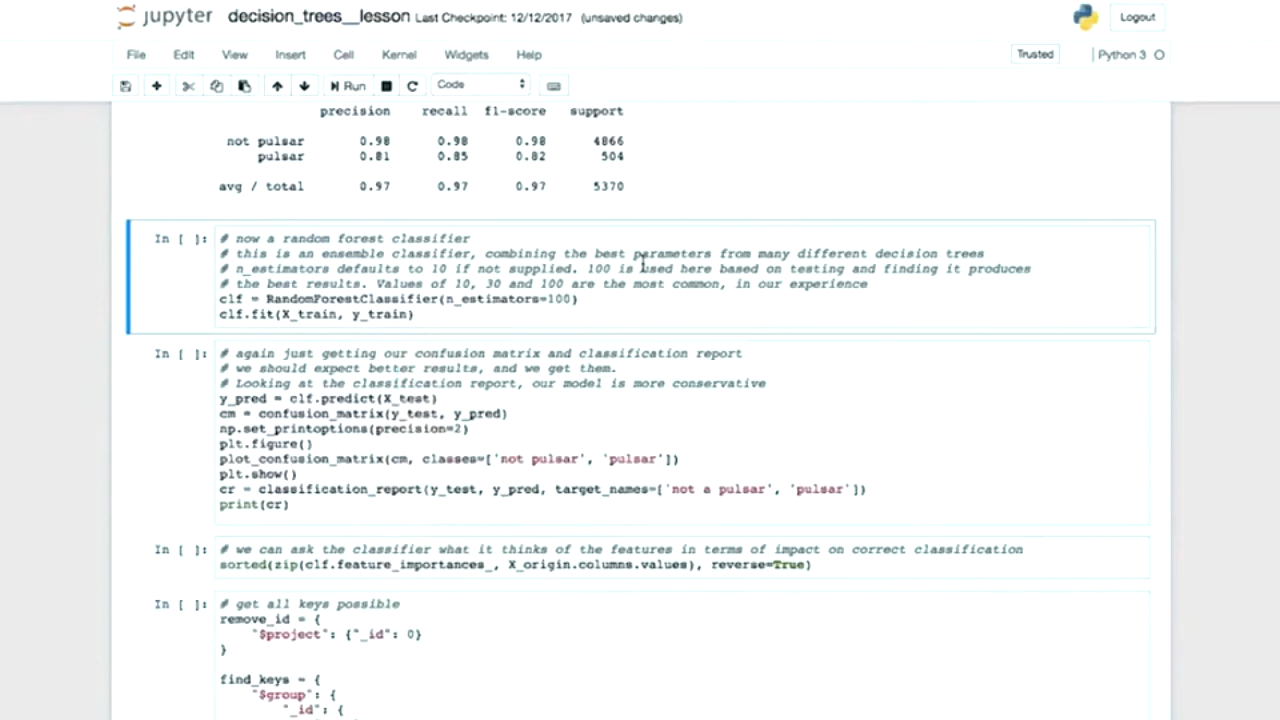 jupyter decision_trees__lesson Last Checkpoint: 12/12/2017 (unsaved changes) Logout
File Edit View Insert Cell Kernel Widgets Help Trusted Python 3
Run Code
precision recall f1-score support
not pulsar 0.98 0.98 0.98 4866
pulsar 0.81 0.85 0.82 504
avg / total 0.97 0.97 0.97 5370
In [ ]: # now a random forest classifier
# this is an ensemble classifier, combining the best parameters from many different decision trees
# n_estimators defaults to 10 if not supplied. 100 is used here based on testing and finding it produces
# the best results. Values of 10, 30 and 100 are the most common, in our experience
clf = RandomForestClassifier(n_estimators=100)
clf.fit(X_train, y_train)
In [ ]: # again just getting our confusion matrix and classification report
# we should expect better results, and we get them.
# Looking at the classification report, our model is more conservative
y_pred = clf.predict(X_test)
cm = confusion_matrix(y_test, y_pred)
np.set_printoptions(precision=2)
plt.figure()
plot_confusion_matrix(cm, classes=['not pulsar', 'pulsar'])
plt.show()
cr = classification_report(y_test, y_pred, target_names=['not a pulsar', 'pulsar'])
print(cr)
In [ ]: # we can ask the classifier what it thinks of the features in terms of impact on correct classification
sorted(zip(clf.feature_importances_, X_origin.columns.values), reverse=True)
In [ ]: # get all keys possible
remove_id = {
"$project": {"_id": 0}
}
find_keys = {
"$group": {
"_id": {